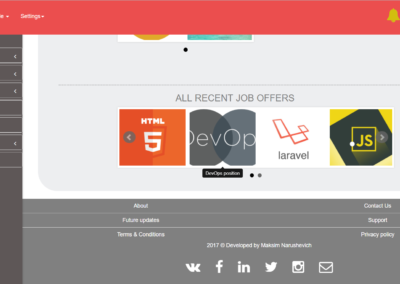 Settings
ALL RECENT JOB OFFERS
HTML
5
DevOps
laravel
JS
DevOps position
About
Contact Us
Future updates
Support
Terms & Conditions
Privacy policy
2017 © Developed by Maksim Narushevich